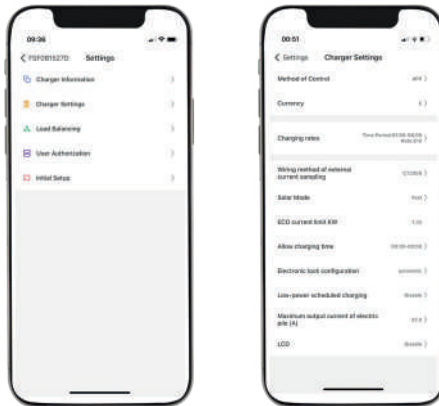 09:36
Settings
Charger Information
Charger Settings
Load Balancing
User Authorization
Initial Setup
00:51
Settings
Charger Settings
Method of Control
Currency
Charging rates
Wiring method of external
current sampling
Solar Mode
ECO current limit KW
Allow charging time
Electronic lock configuration
Low-power scheduled charging
Maximum output current of electric
pile (A)
LCD